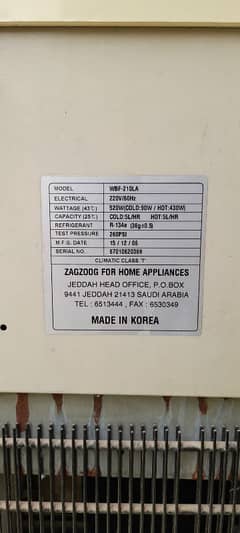 MODEL WBF-210LA
ELECTRICAL 220V/60Hz
WATTAGE (43℃) 520W(COLD:90W / HOT:430W)
CAPACITY (25℃) COLD:5L/HR HOT:5L/HR
REFRIGERANT R-134a (36g±0.5)
TEST PRESSURE 260PSI
M.F.G. DATE 15 / 12 / 05
SERIAL NO.
CLIMATIC CLASS 'T'
ZAGZOOG FOR HOME APPLIANCES
JEDDAH HEAD OFFICE, P.O.BOX
9441 JEDDAH 21413 SAUDI ARABIA
TEL : 6513444 , FAX : 6530349
MADE IN KOREA